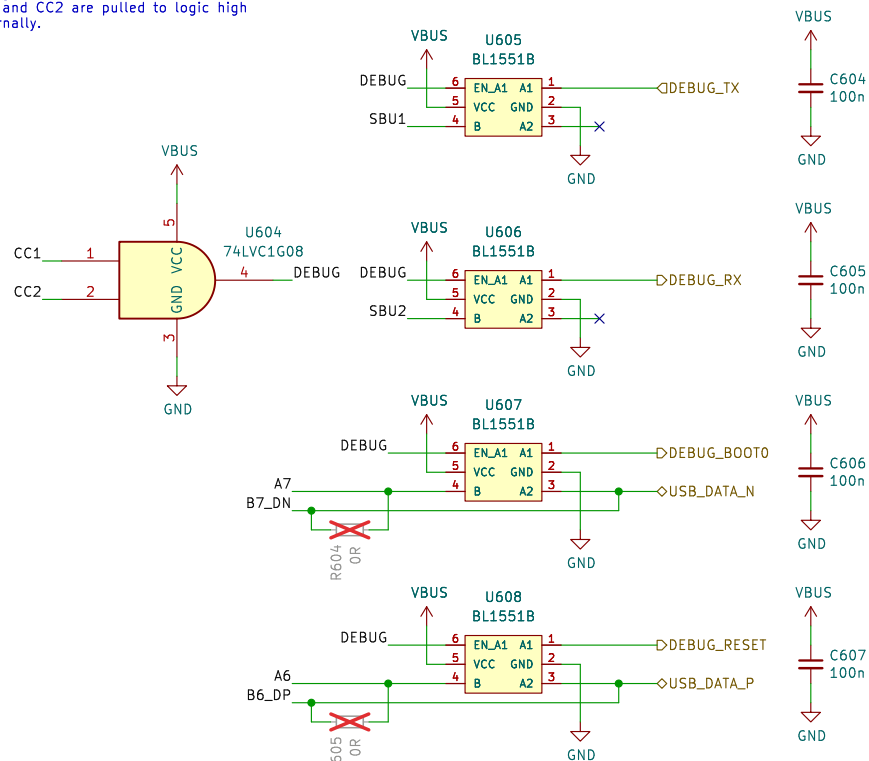 and CC2 are pulled to logic high
rnally.
VBUS
U605
BL1551B
DEBUG
6
EN_A1
A1
1
DEBUG_TX
5
VCC
GND
2
SBU1
4
B
A2
3
GND
VBUS
C604
100n
GND
VBUS
5
U604
74LVC1G08
CC1
1
VCC
4
DEBUG
CC2
2
GND
3
GND
VBUS
U606
BL1551B
DEBUG
6
EN_A1
A1
1
DEBUG_RX
5
VCC
GND
2
SBU2
4
B
A2
3
GND
VBUS
C605
100n
GND
VBUS
U607
BL1551B
DEBUG
6
EN_A1
A1
1
DEBUG_BOOT0
5
VCC
GND
2
A7
4
B
A2
3
USB_DATA_N
B7_DN
R604
0R
GND
VBUS
C606
100n
GND
VBUS
U608
BL1551B
DEBUG
6
EN_A1
A1
1
DEBUG_RESET
5
VCC
GND
2
A6
4
B
A2
3
USB_DATA_P
B6_DP
605
0R
GND
VBUS
C607
100n
GND